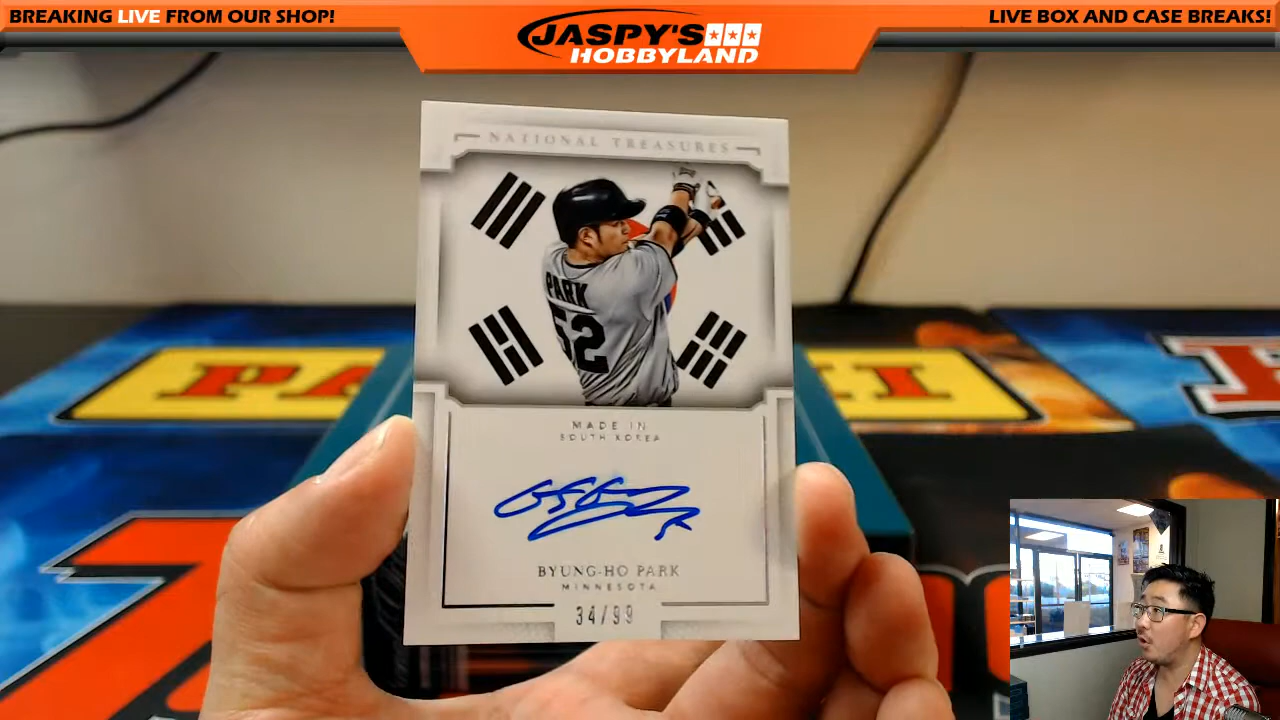 BREAKING LIVE FROM OUR SHOP!
JASPY'S
HOBBYLAND
LIVE BOX AND CASE BREAKS!
NATIONAL TREASURES
PARK
52
MADE IN
SOUTH KOREA
BYUNG-HO PARK
MINNESOTA
34/99